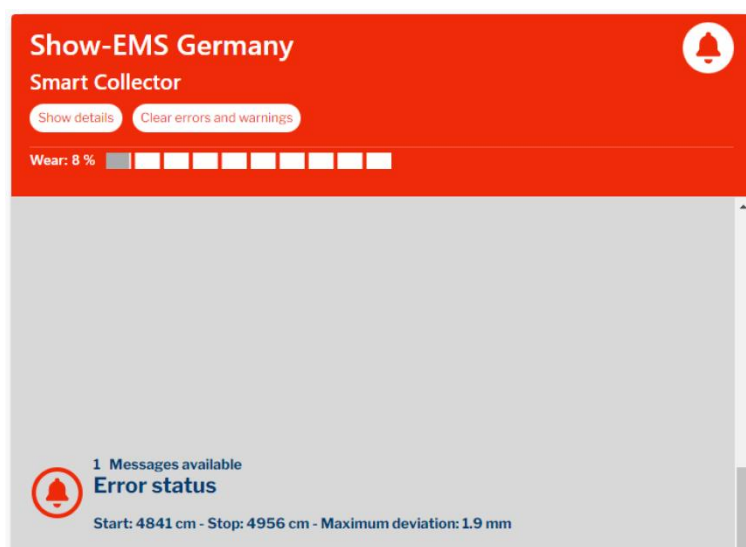 Show-EMS Germany
Smart Collector
Show details Clear errors and warnings
Wear: 8 %
1 Messages available
Error status
Start: 4841 cm - Stop: 4956 cm - Maximum deviation: 1.9 mm